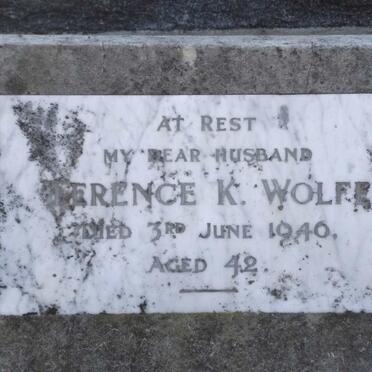 AT REST
MY DEAR HUSBAND
TERENCE K. WOLFE
DIED 3RD JUNE 1940.
AGED 42